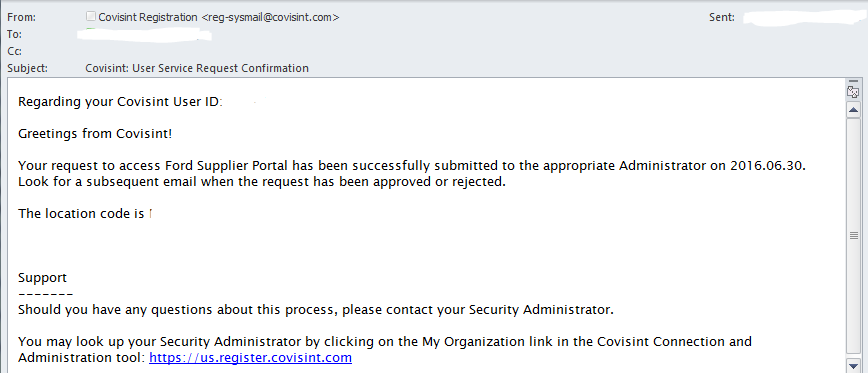 From: Covisint Registration <reg-sysmail@covisint.com> Sent:
To:
Cc:
Subject: Covisint: User Service Request Confirmation
Regarding your Covisint User ID:
Greetings from Covisint!
Your request to access Ford Supplier Portal has been successfully submitted to the appropriate Administrator on 2016.06.30.
Look for a subsequent email when the request has been approved or rejected.
The location code is
Support
-------
Should you have any questions about this process, please contact your Security Administrator.
You may look up your Security Administrator by clicking on the My Organization link in the Covisint Connection and
Administration tool: https://us.register.covisint.com